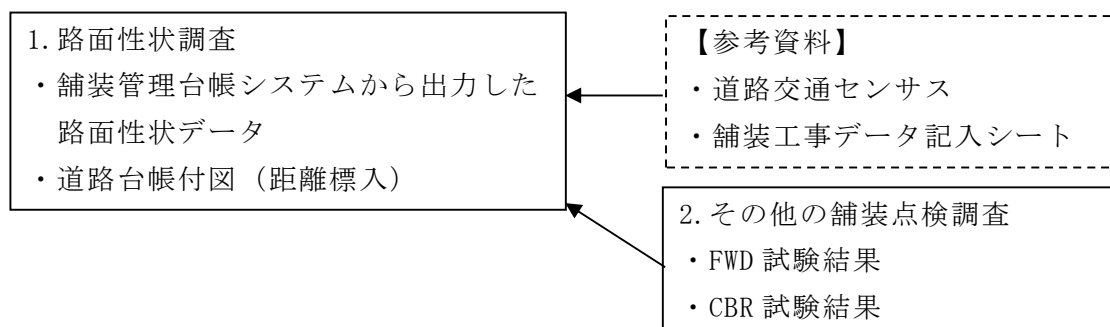 1.路面性状調査
・舗装管理台帳システムから出力した
路面性状データ
・道路台帳付図（距離標入）
【参考資料】
・道路交通センサス
・舗装工事データ記入シート
2.その他の舗装点検調査
・FWD試験結果
・CBR試験結果